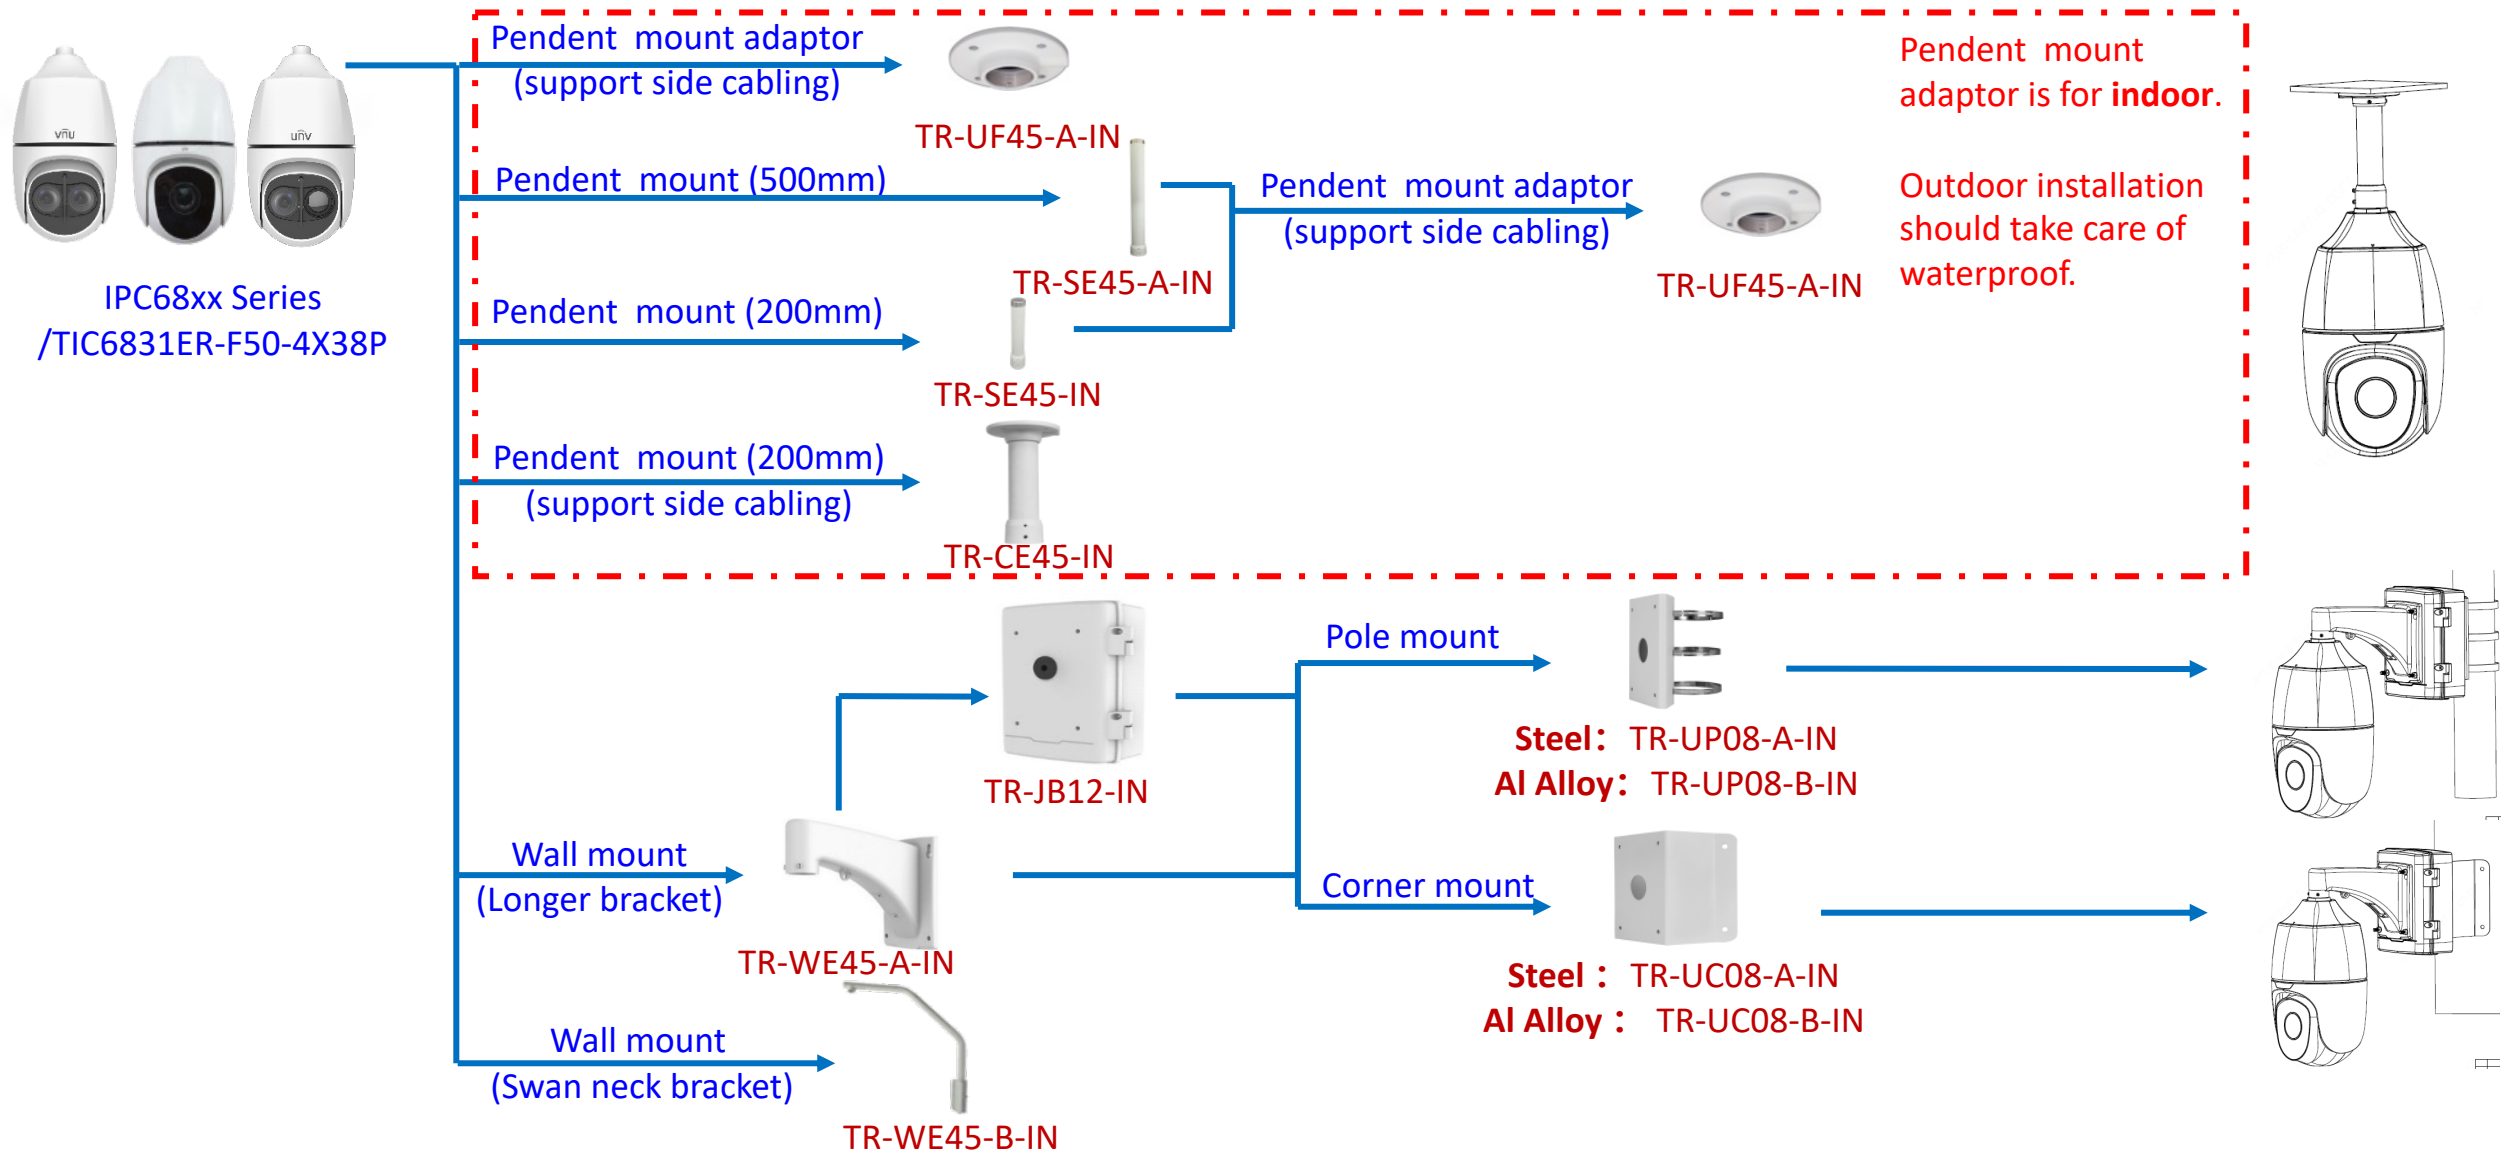 Pendent mount adaptor
(support side cabling)
TR-UF45-A-IN
Pendent mount
adaptor is for indoor.
Outdoor installation
should take care of
waterproof.
unv
unv
IPC68xx Series
/TIC6831ER-F50-4X38P
Pendent mount (500mm)
TR-SE45-A-IN
Pendent mount adaptor
(support side cabling)
TR-UF45-A-IN
Pendent mount (200mm)
TR-SE45-IN
Pendent mount (200mm)
(support side cabling)
TR-CE45-IN
TR-JB12-IN
Pole mount
Steel： TR-UP08-A-IN
Al Alloy： TR-UP08-B-IN
Wall mount
(Longer bracket)
TR-WE45-A-IN
Corner mount
Steel： TR-UC08-A-IN
Al Alloy： TR-UC08-B-IN
Wall mount
(Swan neck bracket)
TR-WE45-B-IN